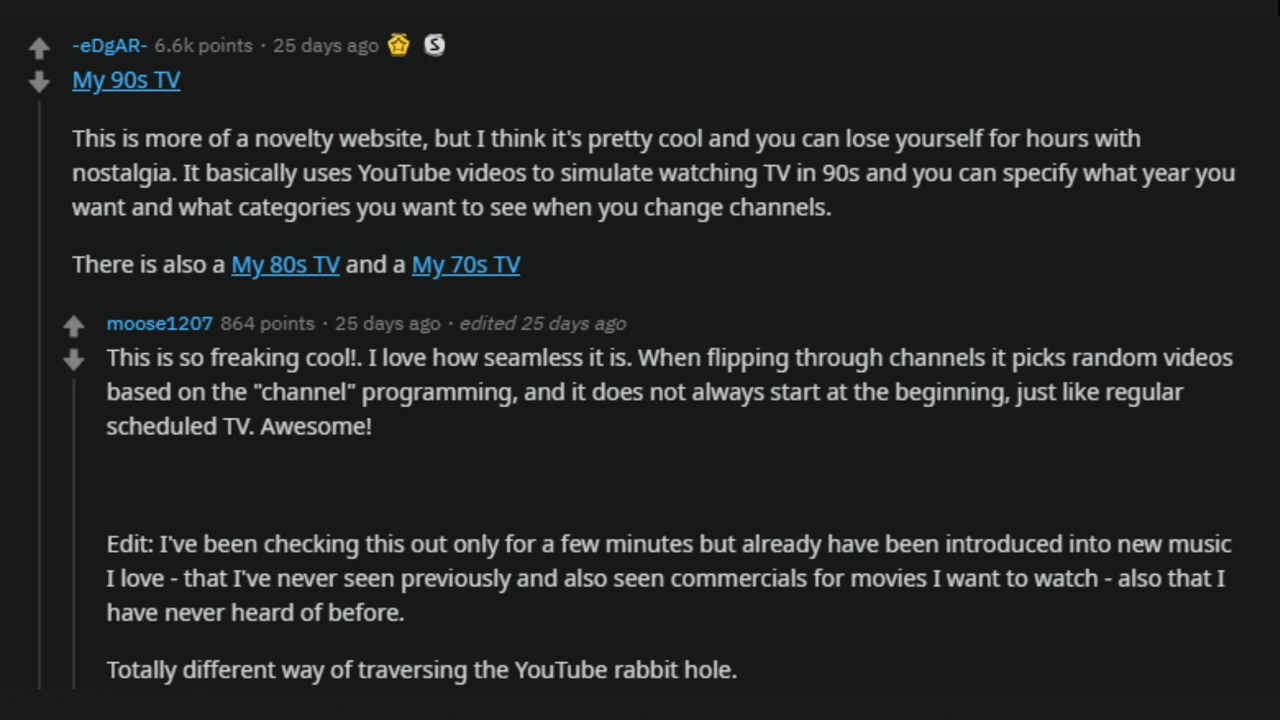 -eDgAR- 6.6k points · 25 days ago
My 90s TV
This is more of a novelty website, but I think it's pretty cool and you can lose yourself for hours with
nostalgia. It basically uses YouTube videos to simulate watching TV in 90s and you can specify what year you
want and what categories you want to see when you change channels.
There is also a My 80s TV and a My 70s TV
moose1207 864 points · 25 days ago · edited 25 days ago
This is so freaking cool!. I love how seamless it is. When flipping through channels it picks random videos
based on the "channel" programming, and it does not always start at the beginning, just like regular
scheduled TV. Awesome!
Edit: I've been checking this out only for a few minutes but already have been introduced into new music
I love - that I've never seen previously and also seen commercials for movies I want to watch - also that I
have never heard of before.
Totally different way of traversing the YouTube rabbit hole.